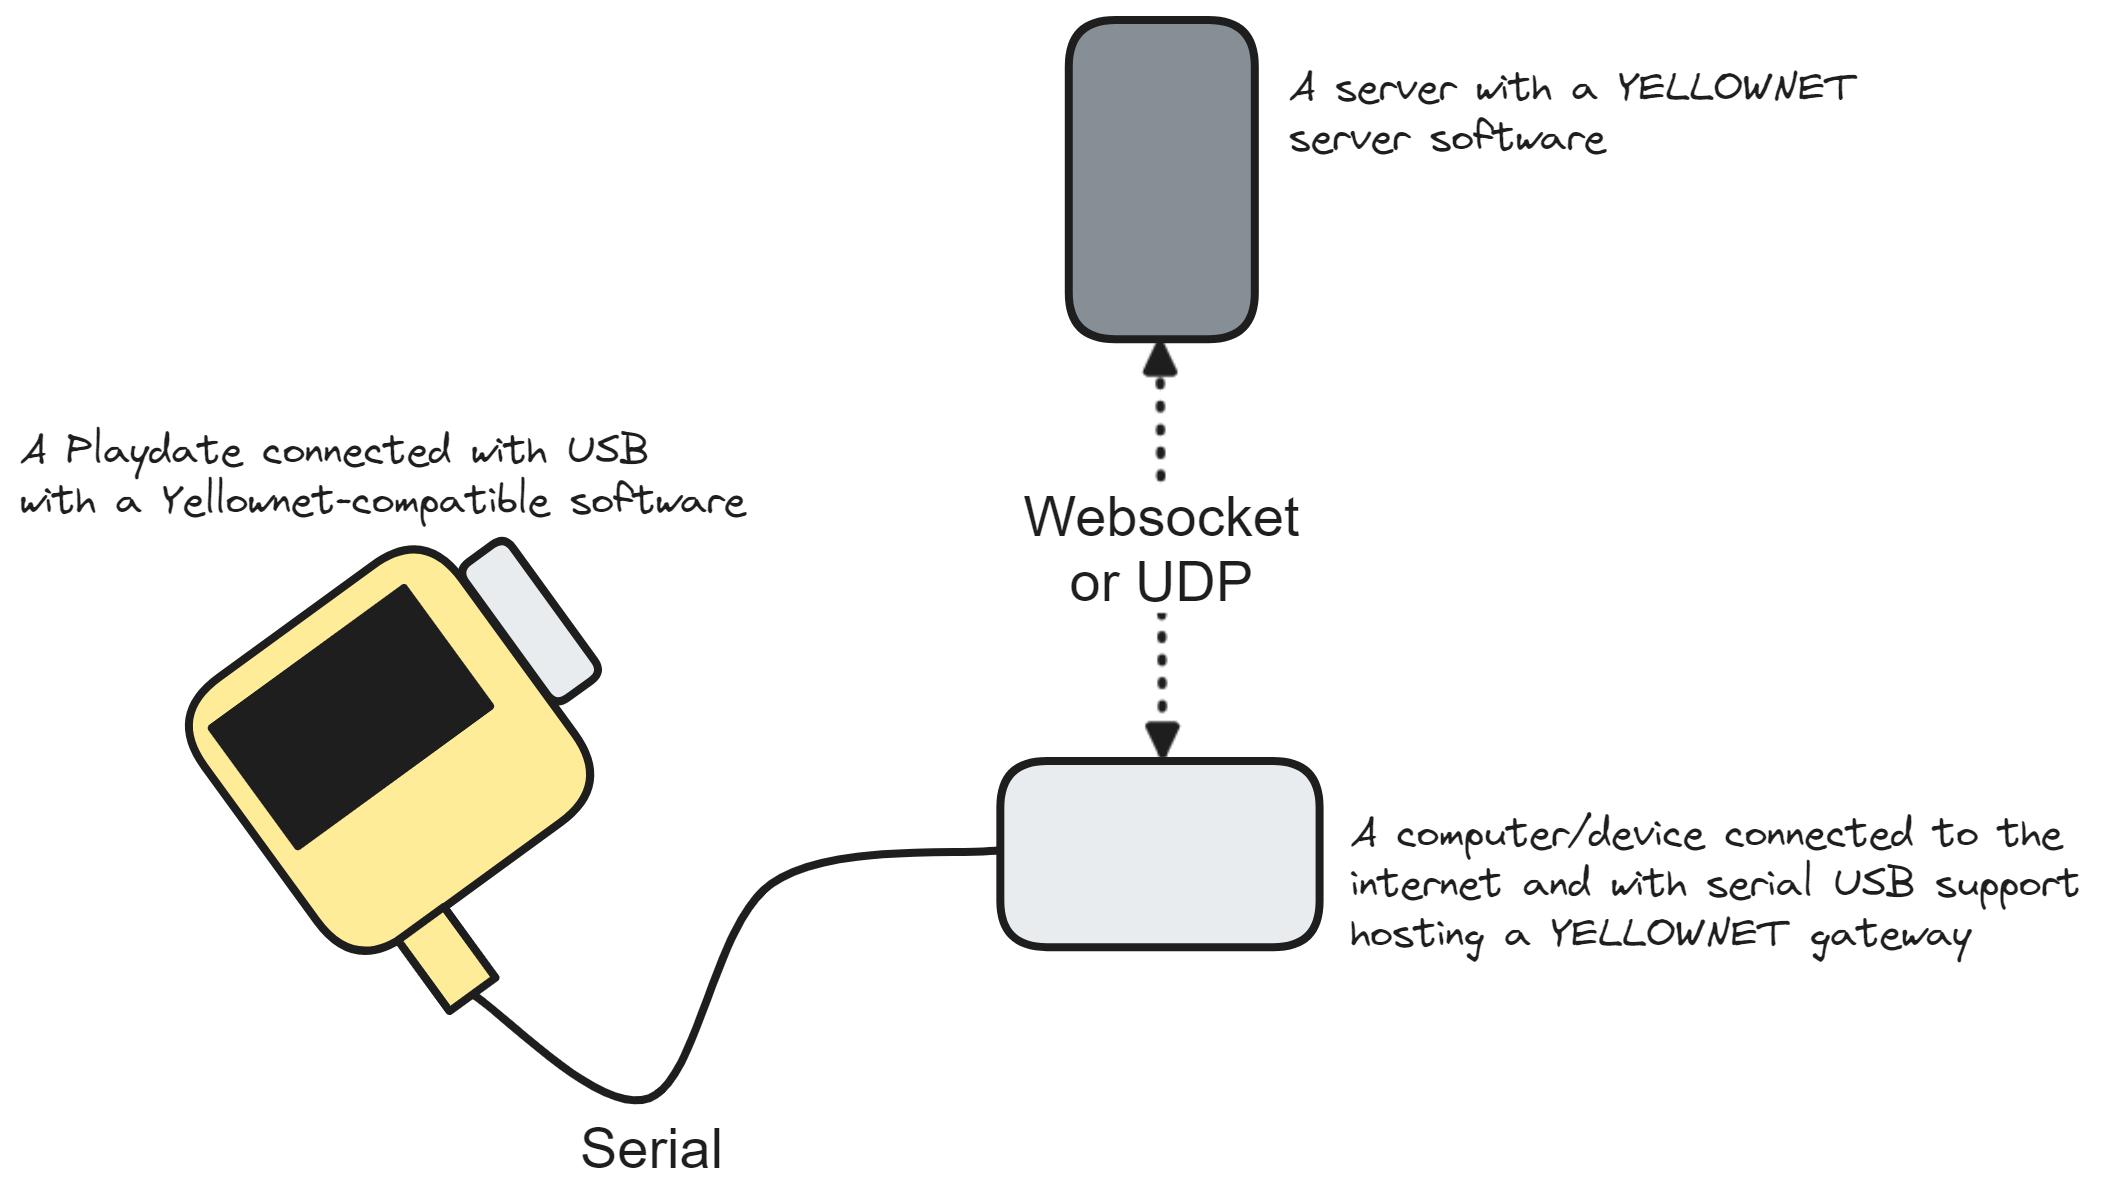 A server with a YELLOWNET
server software
A Playdate connected with USB
with a Yellownet-compatible software
Websocket
or UDP
A computer/device connected to the
internet and with serial USB support
hosting a YELLOWNET gateway
Serial